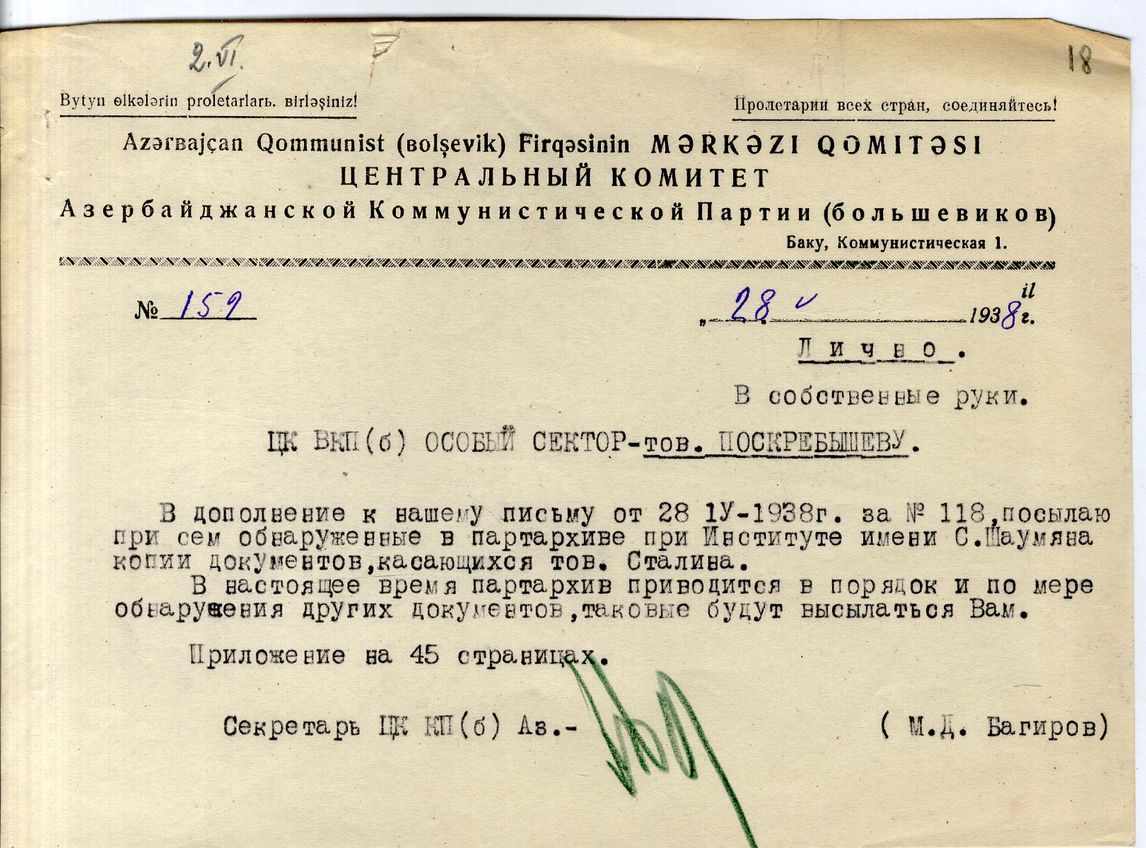 2.VI.
18
Bytyn ɵlkələrin proletarlarь. birləşiniz!
Пролетарии всех стран, соединяйтесь!
Azərвajçan Qommunist (вolşevik) Firqəsinin MƏRKƏZI QOMITƏSI
ЦЕНТРАЛЬНЫЙ КОМИТЕТ
Азербайджанской Коммунистической Партии (большевиков)
Баку, Коммунистическая 1.
№ 159
„ 28 V 1938 il г.
Лично.
В собственные руки.
ЦК ВКП(б) ОСОБЫЙ СЕКТОР-тов. ПОСКРЕБЫШЕВУ.
В дополнение к нашему письму от 28 1У-1938г. за № 118,посылаю
при сем обнаруженные в партархиве при Институте имени С.Шаумяна
копии документов,касающихся тов. Сталина.
В настоящее время партархив приводится в порядок и по мере
обнаружения других документов,таковые будут высылаться Вам.
Приложение на 45 страницах.
Секретарь ЦК КП(б) Аз.- ( М.Д. Багиров)